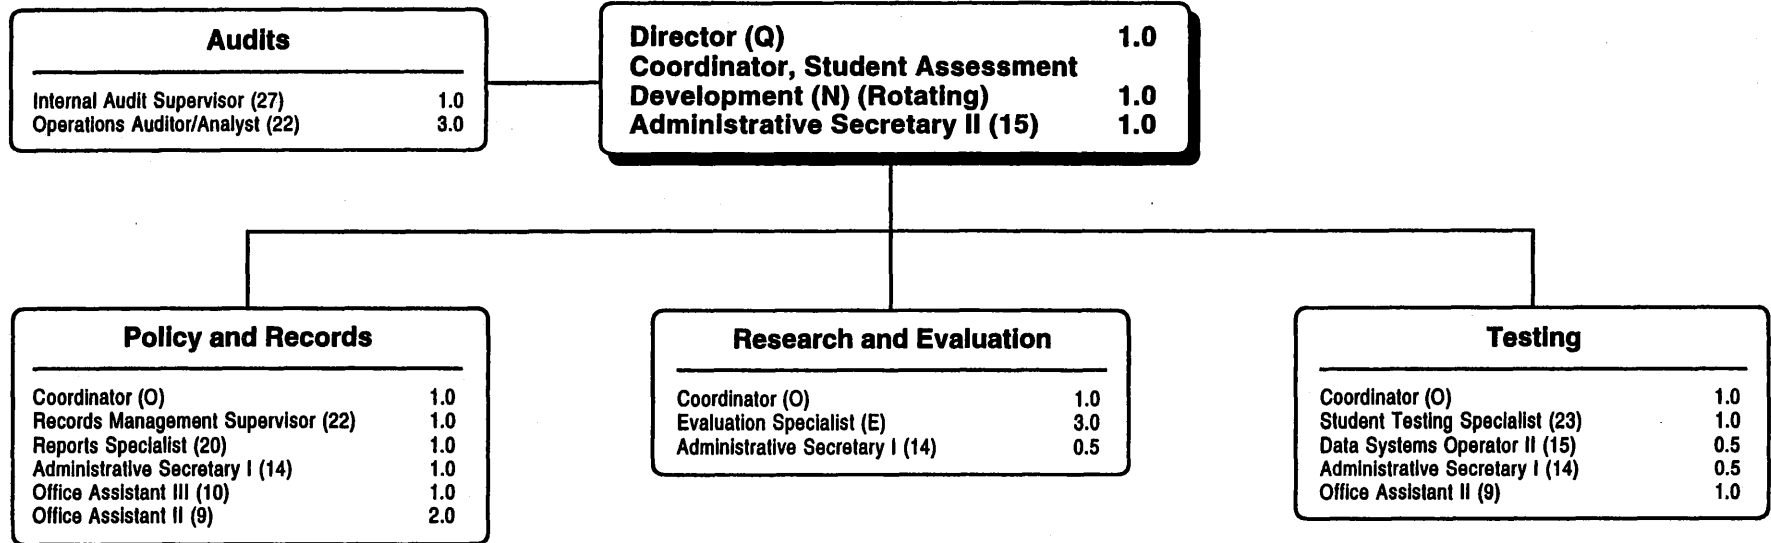 Audits
Internal Audit Supervisor (27) 1.0
Operations Auditor/Analyst (22) 3.0
Director (Q) 1.0
Coordinator, Student Assessment
Development (N) (Rotating) 1.0
Administrative Secretary II (15) 1.0
Policy and Records
Coordinator (O) 1.0
Records Management Supervisor (22) 1.0
Reports Specialist (20) 1.0
Administrative Secretary I (14) 1.0
Office Assistant III (10) 1.0
Office Assistant II (9) 2.0
Research and Evaluation
Coordinator (O) 1.0
Evaluation Specialist (E) 3.0
Administrative Secretary I (14) 0.5
Testing
Coordinator (O) 1.0
Student Testing Specialist (23) 1.0
Data Systems Operator II (15) 0.5
Administrative Secretary I (14) 0.5
Office Assistant II (9) 1.0